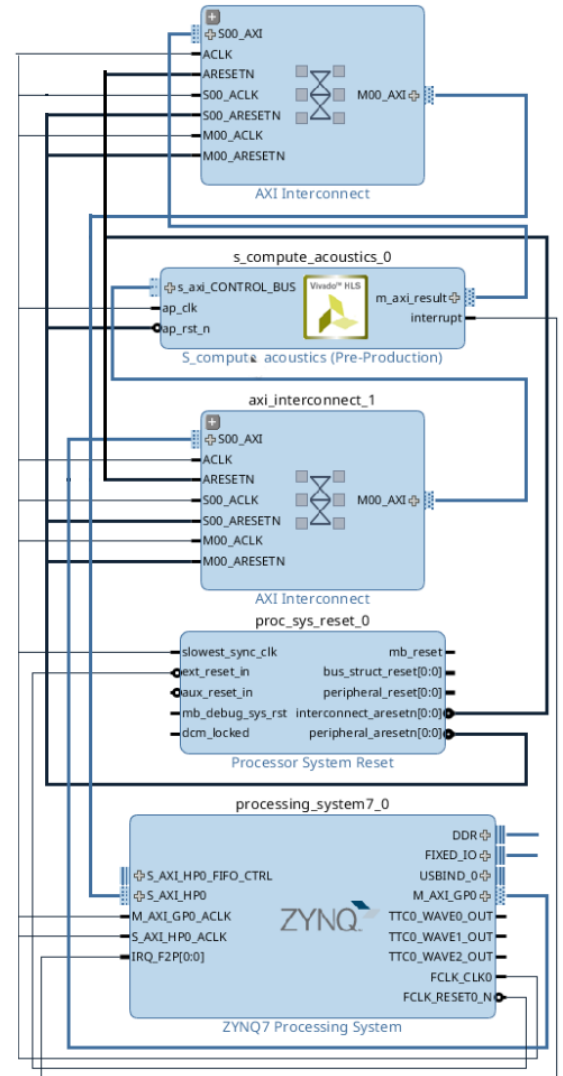 S00_AXI
ACLK
ARESETN
S00_ACLK
M00_AXI
S00_ARESETN
M00_ACLK
M00_ARESETN
AXI Interconnect
s_compute_acoustics_0
s_axi_CONTROL_BUS
Vivado™ HLS
m_axi_result
ap_clk
interrupt
ap_rst_n
S_compute acoustics (Pre-Production)
axi_interconnect_1
S00_AXI
ACLK
ARESETN
S00_ACLK
M00_AXI
S00_ARESETN
M00_ACLK
M00_ARESETN
AXI Interconnect
proc_sys_reset_0
slowest_sync_clk mb_reset
ext_reset_in bus_struct_reset[0:0]
aux_reset_in peripheral_reset[0:0]
mb_debug_sys_rst interconnect_aresetn[0:0]
dcm_locked peripheral_aresetn[0:0]
Processor System Reset
processing_system7_0
DDR
FIXED_IO
S_AXI_HP0_FIFO_CTRL USBIND_0
S_AXI_HP0 M_AXI_GP0
M_AXI_GP0_ACLK ZYNQ TTC0_WAVE0_OUT
S_AXI_HP0_ACLK TTC0_WAVE1_OUT
IRQ_F2P[0:0] TTC0_WAVE2_OUT
FCLK_CLK0
FCLK_RESET0_N
ZYNQ7 Processing System